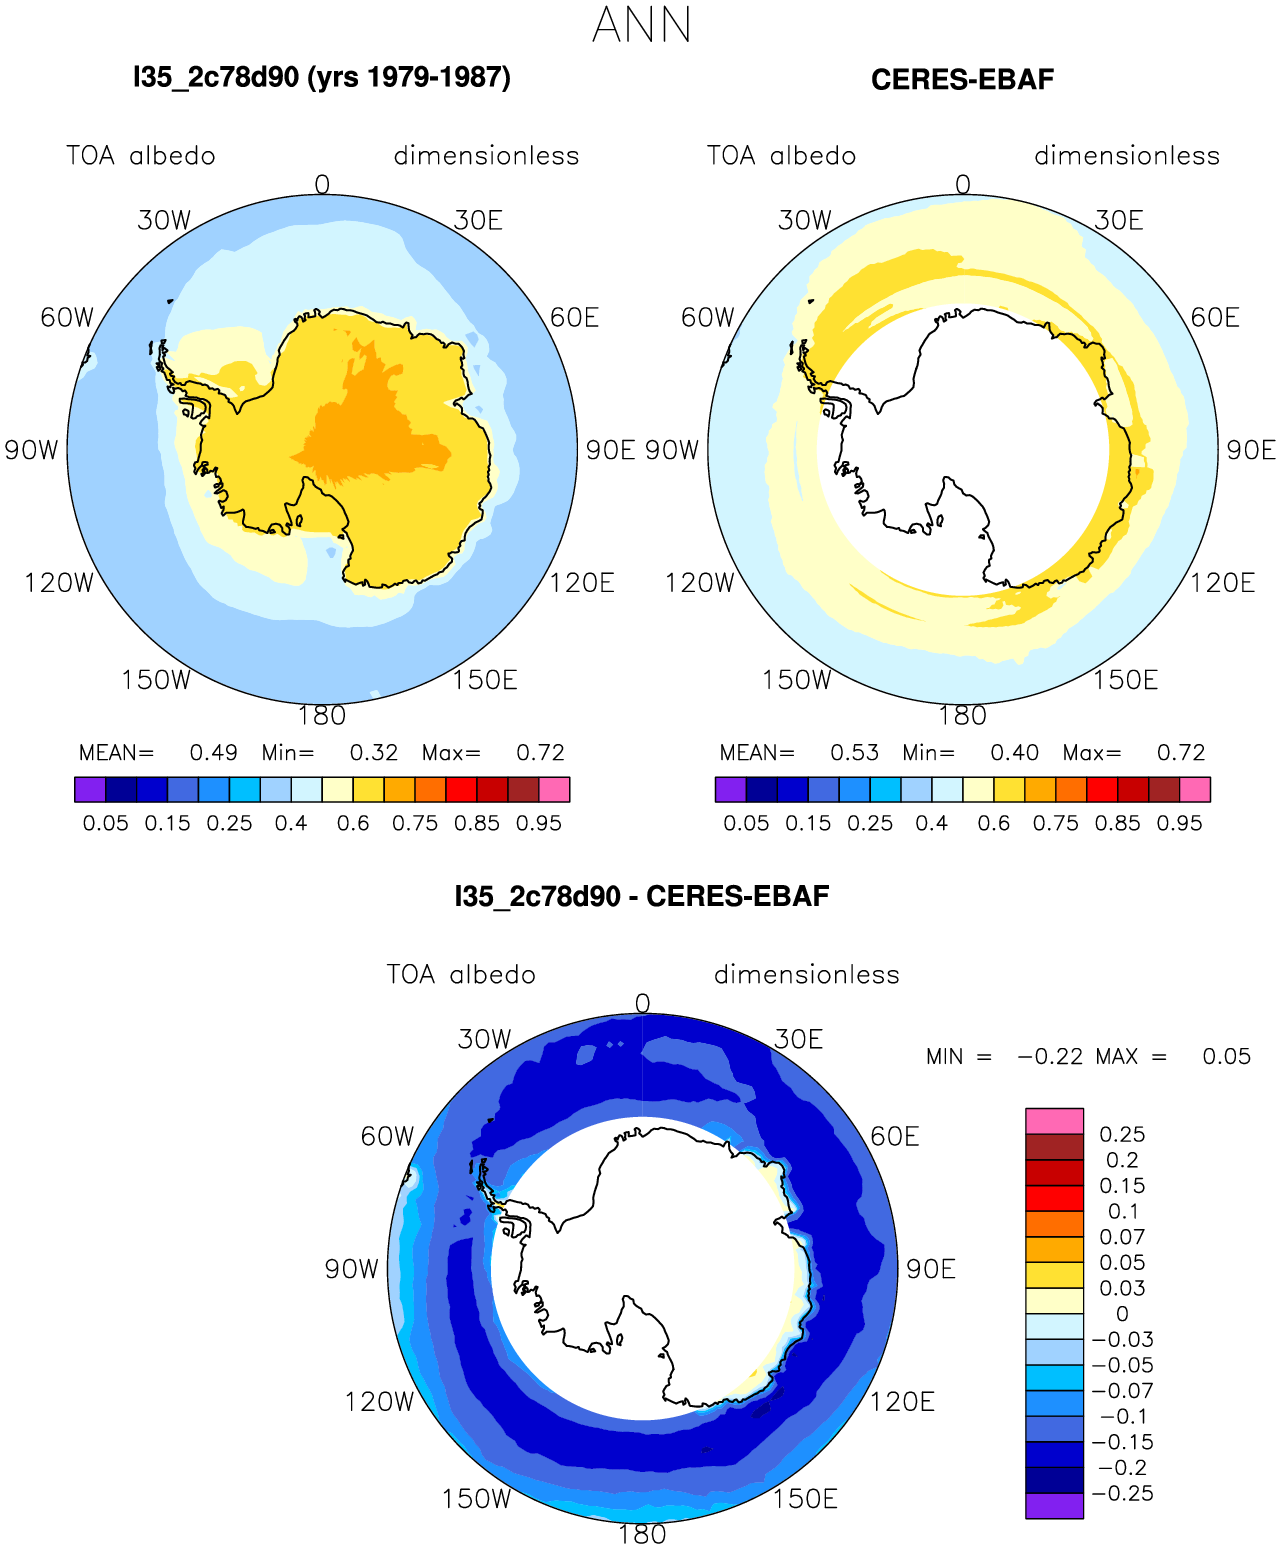 ANN
I35_2c78d90 (yrs 1979-1987)
CERES-EBAF
TOA albedo dimensionless
TOA albedo dimensionless
0
30W 30E
60W 60E
90W 90E
120W 120E
150W 150E
180
0
30W 30E
60W 60E
90W 90E
120W 120E
150W 150E
180
MEAN= 0.49 Min= 0.32 Max= 0.72
0.05 0.15 0.25 0.4 0.6 0.75 0.85 0.95
MEAN= 0.53 Min= 0.40 Max= 0.72
0.05 0.15 0.25 0.4 0.6 0.75 0.85 0.95
I35_2c78d90 - CERES-EBAF
TOA albedo dimensionless
0
30W 30E
60W 60E
90W 90E
120W 120E
150W 150E
180
MIN = −0.22 MAX = 0.05
0.25
0.2
0.15
0.1
0.07
0.05
0.03
0
−0.03
−0.05
−0.07
−0.1
−0.15
−0.2
−0.25